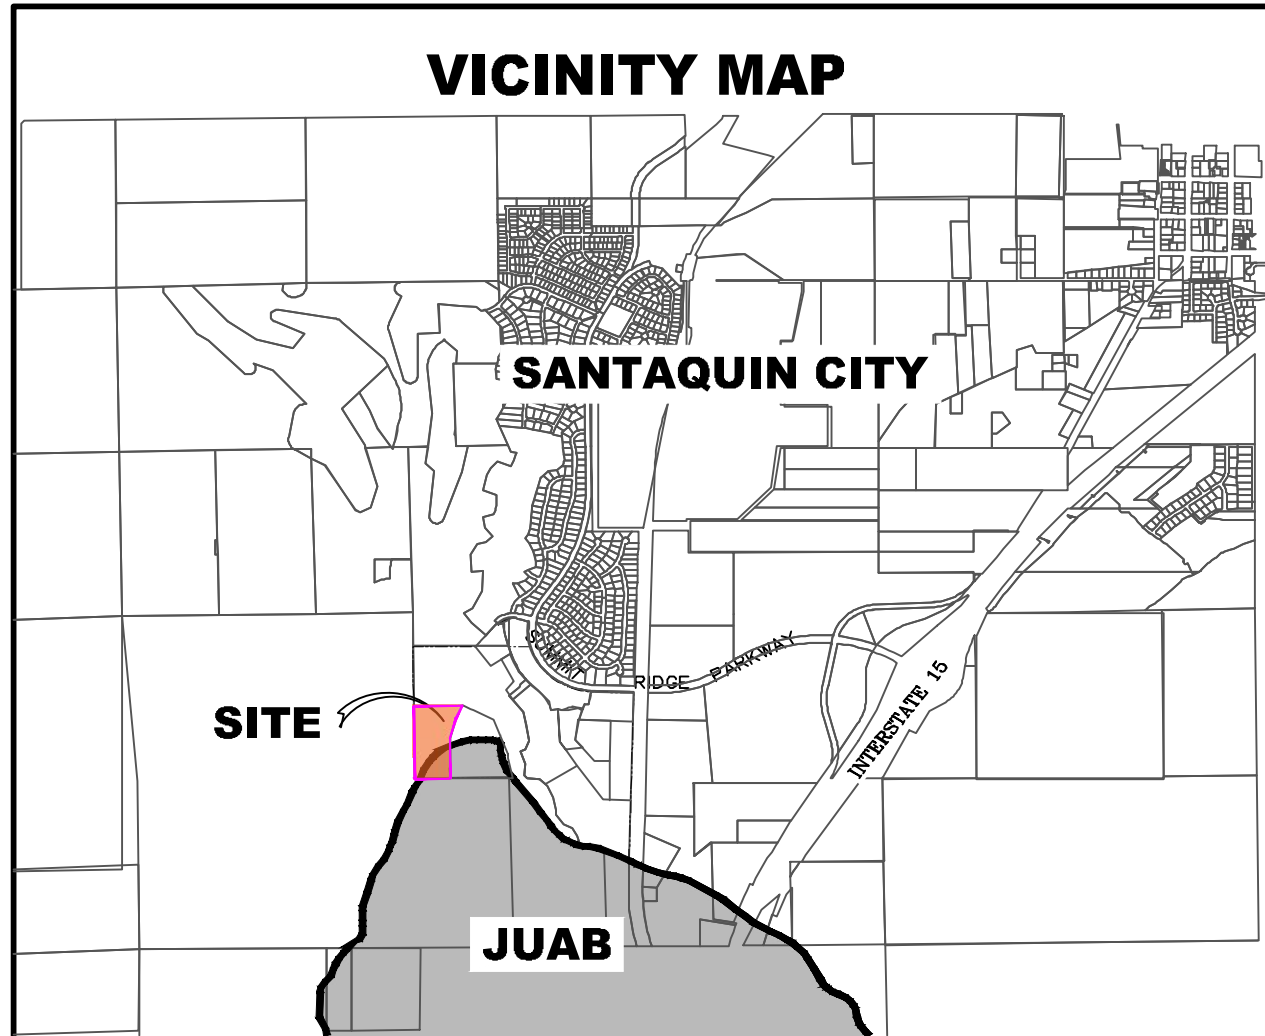 VICINITY MAP
SANTAQUIN CITY
SUMMIT RIDGE PARKWAY
INTERSTATE 15
SITE
JUAB